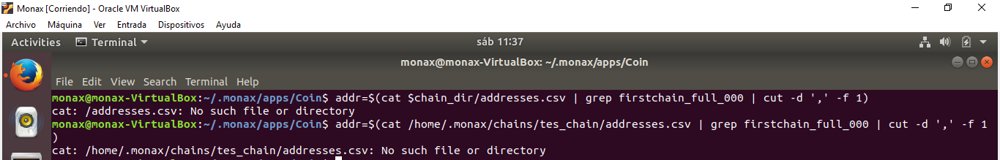 Monax [Corriendo] - Oracle VM VirtualBox
Archivo Máquina Ver Entrada Dispositivos Ayuda
Activities Terminal sáb 11:37
monax@monax-VirtualBox: ~/.monax/apps/Coin
File Edit View Search Terminal Help
monax@monax-VirtualBox:~/.monax/apps/Coin$ addr=$(cat $chain_dir/addresses.csv | grep firstchain_full_000 | cut -d ',' -f 1)
cat: /addresses.csv: No such file or directory
monax@monax-VirtualBox:~/.monax/apps/Coin$ addr=$(cat /home/.monax/chains/tes_chain/addresses.csv | grep firstchain_full_000 | cut -d ',' -f 1
)
cat: /home/.monax/chains/tes_chain/addresses.csv: No such file or directory